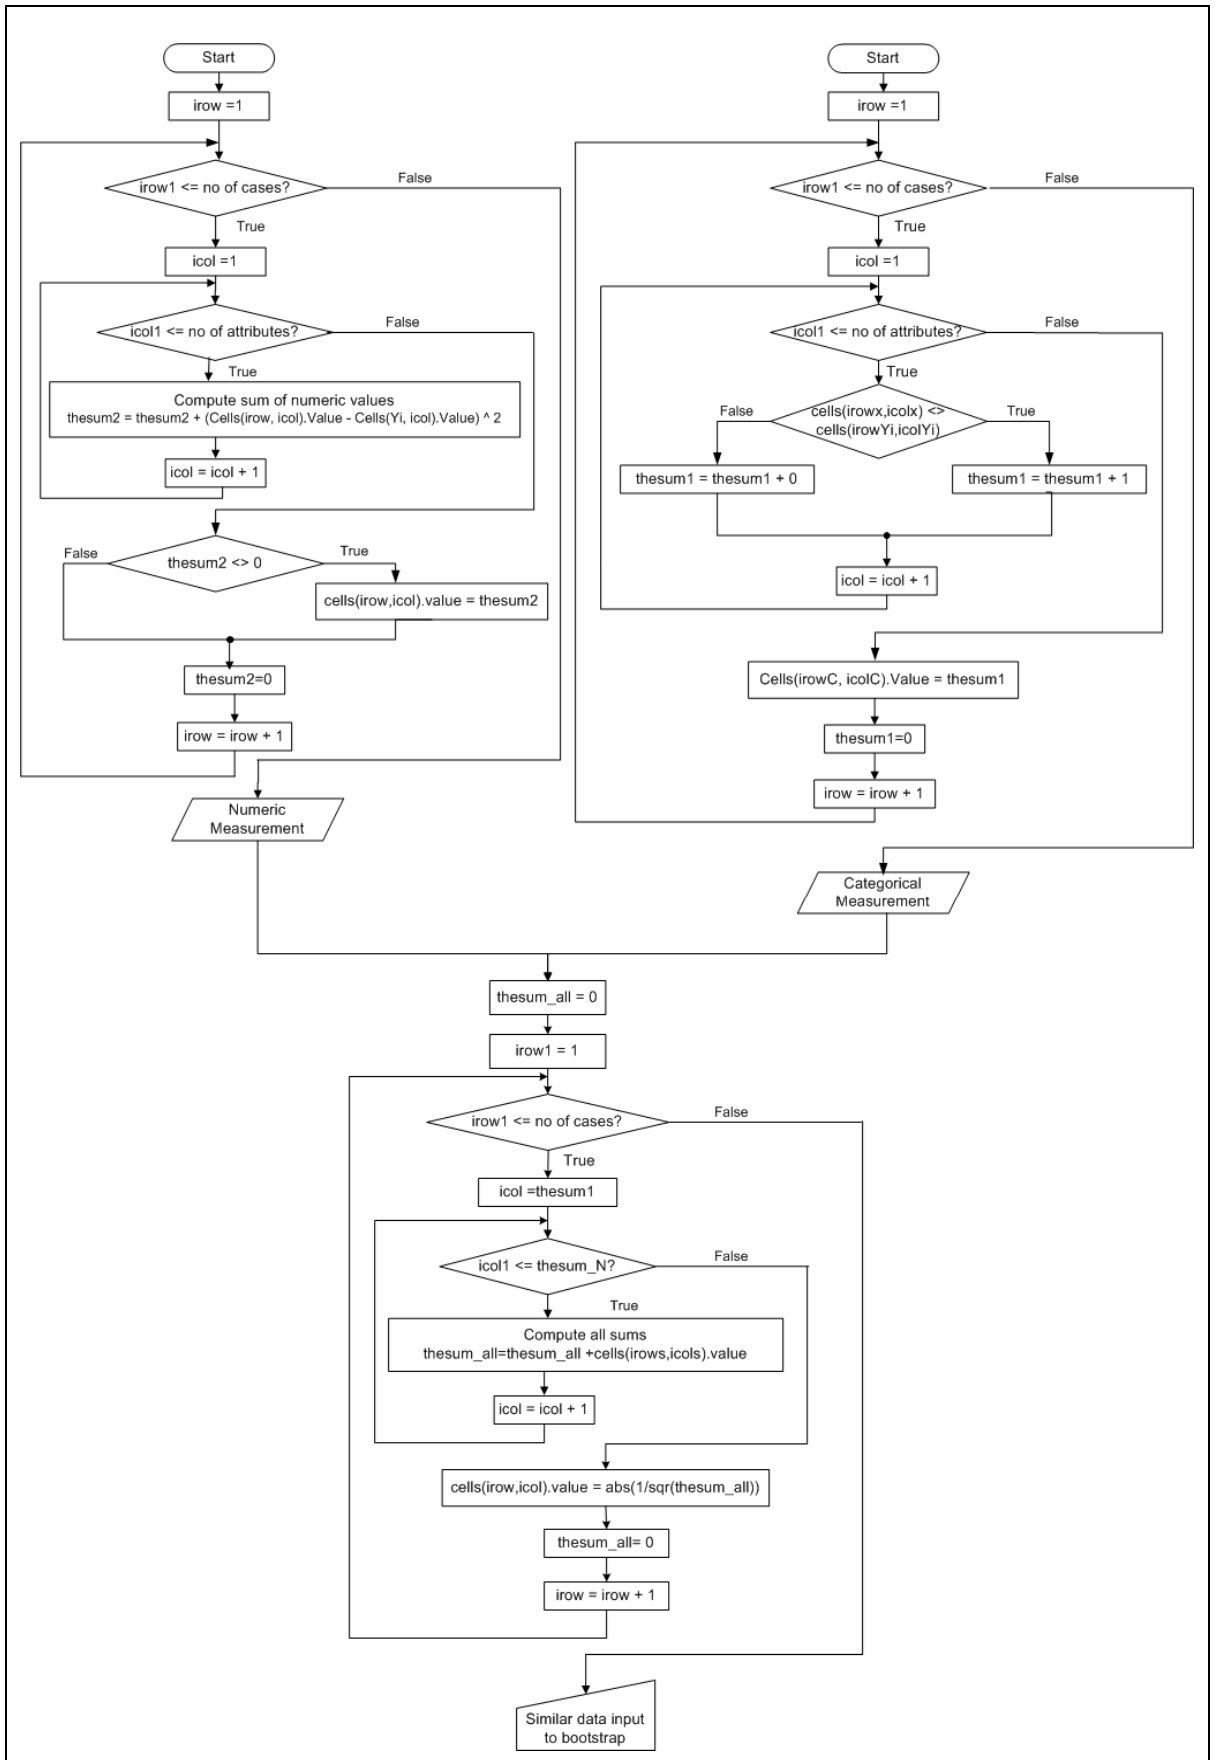 Start
irow =1
irow1 <= no of cases?
False
True
icol =1
icol1 <= no of attributes?
False
True
Compute sum of numeric values
thesum2 = thesum2 + (Cells(irow, icol).Value - Cells(Yi, icol).Value) ^ 2
icol = icol + 1
False
thesum2 <> 0
True
cells(irow,icol).value = thesum2
thesum2=0
irow = irow + 1
Numeric
Measurement
Start
irow =1
irow1 <= no of cases?
False
True
icol =1
icol1 <= no of attributes?
False
True
False
cells(irowx,icolx) <>
cells(irowYi,icolYi)
True
thesum1 = thesum1 + 0
thesum1 = thesum1 + 1
icol = icol + 1
Cells(irowC, icolC).Value = thesum1
thesum1=0
irow = irow + 1
Categorical
Measurement
thesum_all = 0
irow1 = 1
irow1 <= no of cases?
False
True
icol =thesum1
icol1 <= thesum_N?
False
True
Compute all sums
thesum_all=thesum_all +cells(irows,icols).value
icol = icol + 1
cells(irow,icol).value = abs(1/sqr(thesum_all))
thesum_all= 0
irow = irow + 1
Similar data input
to bootstrap